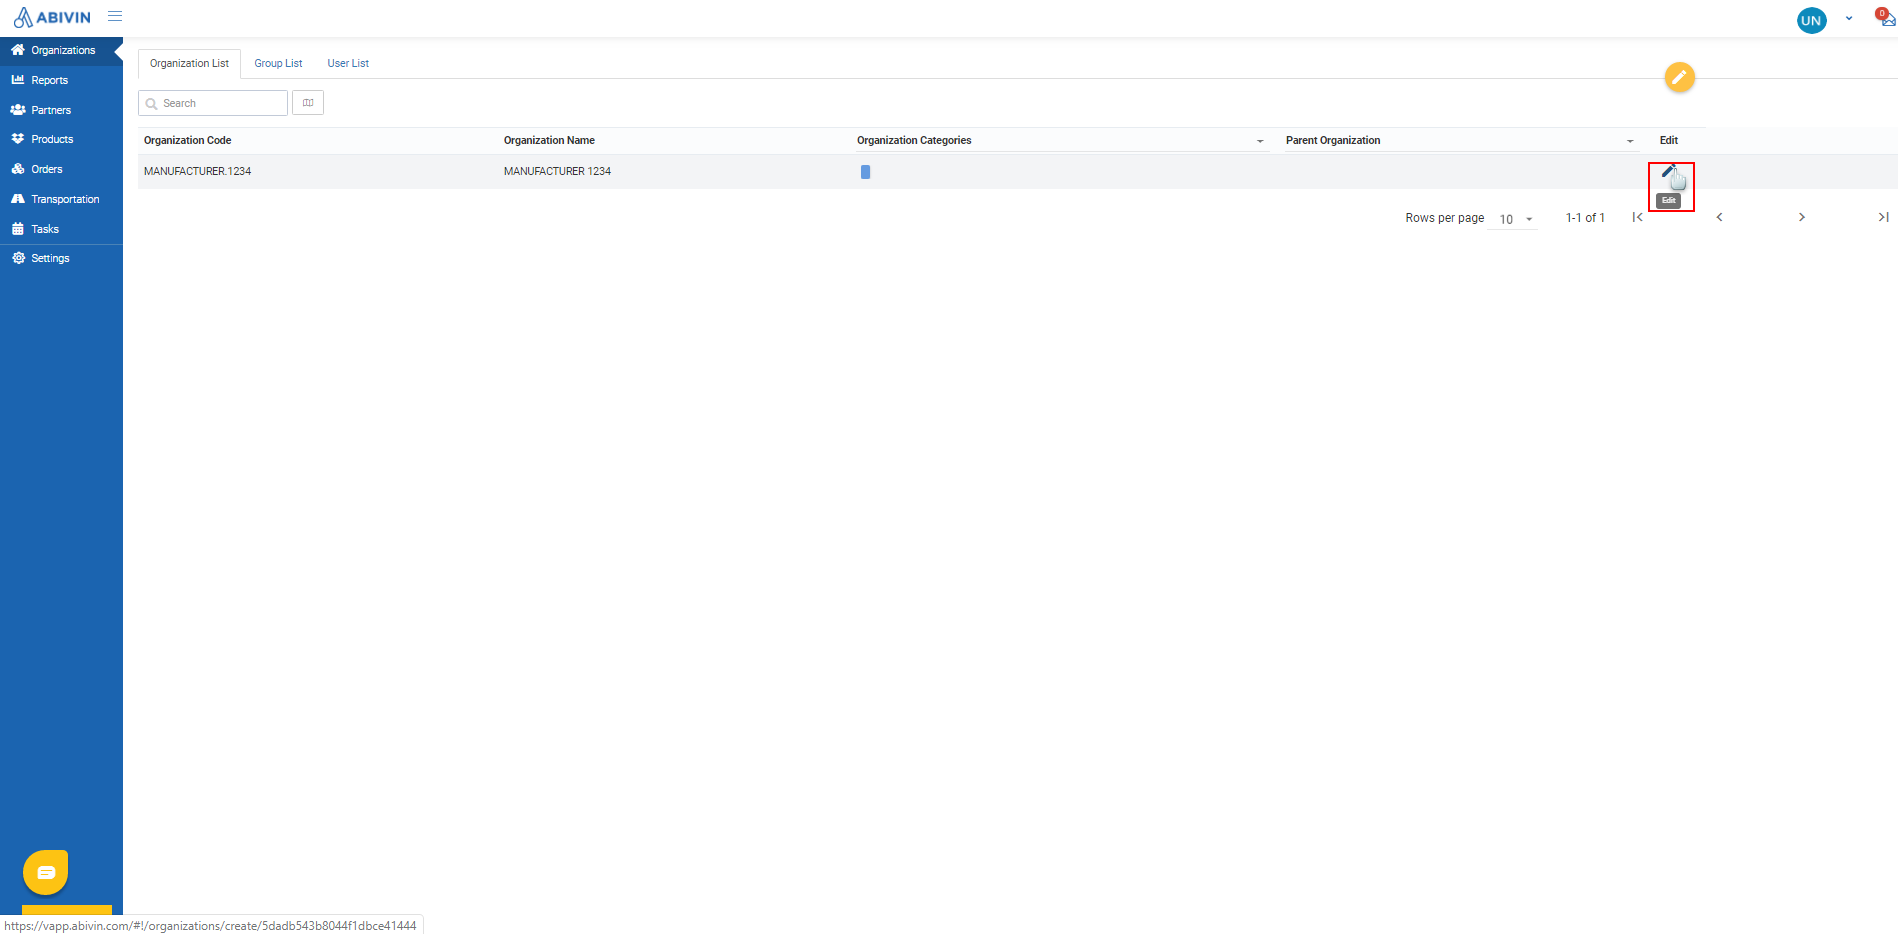 ABIVIN
UN
0
Organizations
Reports
Partners
Products
Orders
Transportation
Tasks
Settings
Organization List Group List User List
Search
Organization Code Organization Name Organization Categories Parent Organization Edit
MANUFACTURER.1234 MANUFACTURER 1234
Edit
Rows per page 10 1-1 of 1
https://vapp.abivin.com/#!/organizations/create/5dadb543b8044f1dbce41444